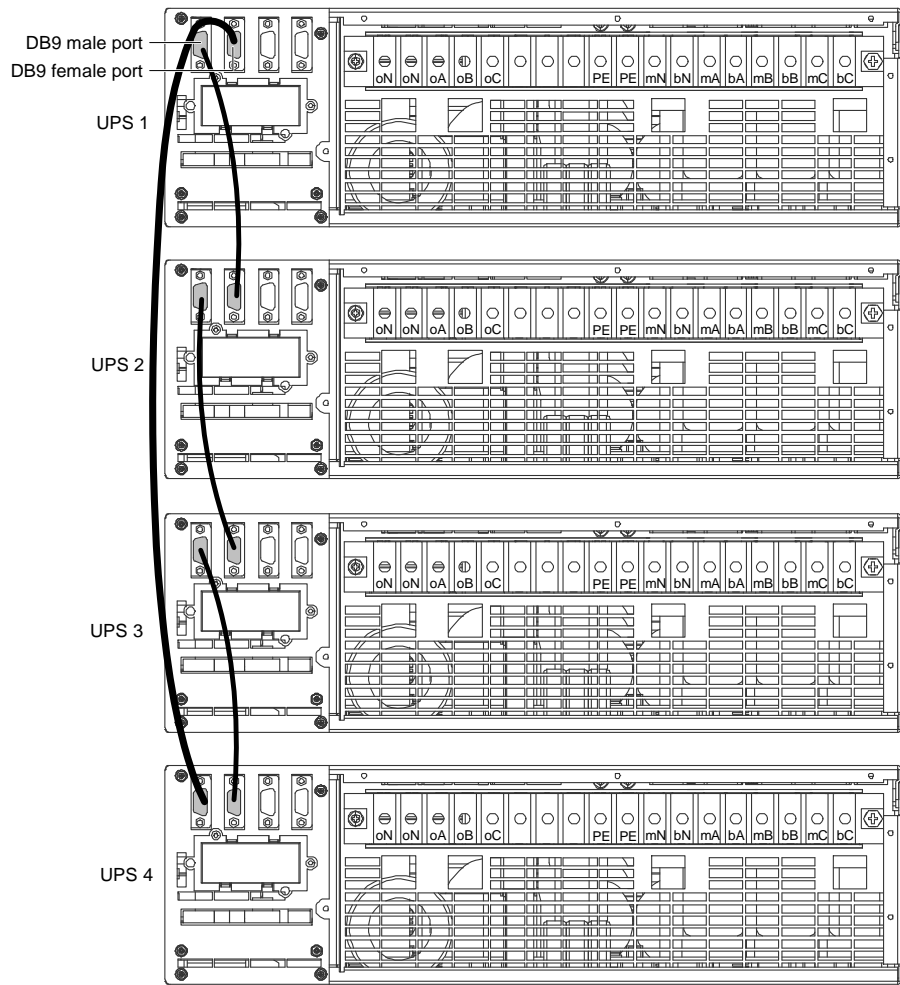 DB9 male port
DB9 female port
UPS 1
oN oN oA oB oC PE PE mN bN mA bA mB bB mC bC
UPS 2
oN oN oA oB oC PE PE mN bN mA bA mB bB mC bC
UPS 3
oN oN oA oB oC PE PE mN bN mA bA mB bB mC bC
UPS 4
oN oN oA oB oC PE PE mN bN mA bA mB bB mC bC